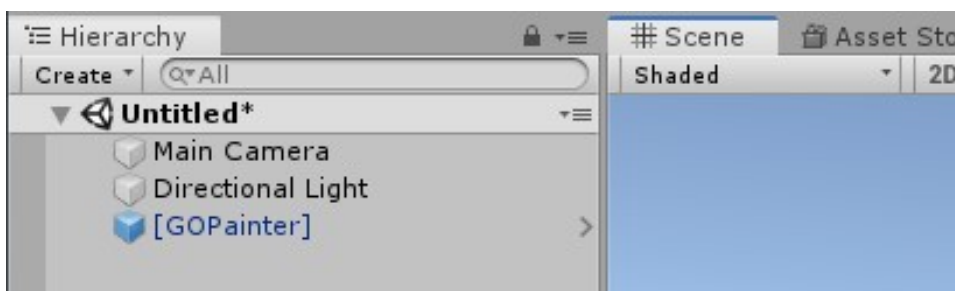 Hierarchy
Create
All
Untitled*
Main Camera
Directional Light
[GOPainter]
Scene
Asset Sto
Shaded
2D